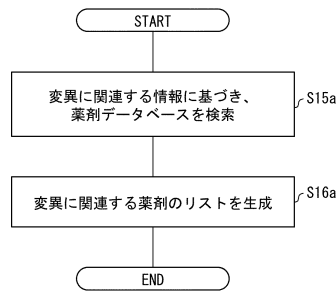 START
変異に関連する情報に基づき、
薬剤データベースを検索
S15a
変異に関連する薬剤のリストを生成
S16a
END